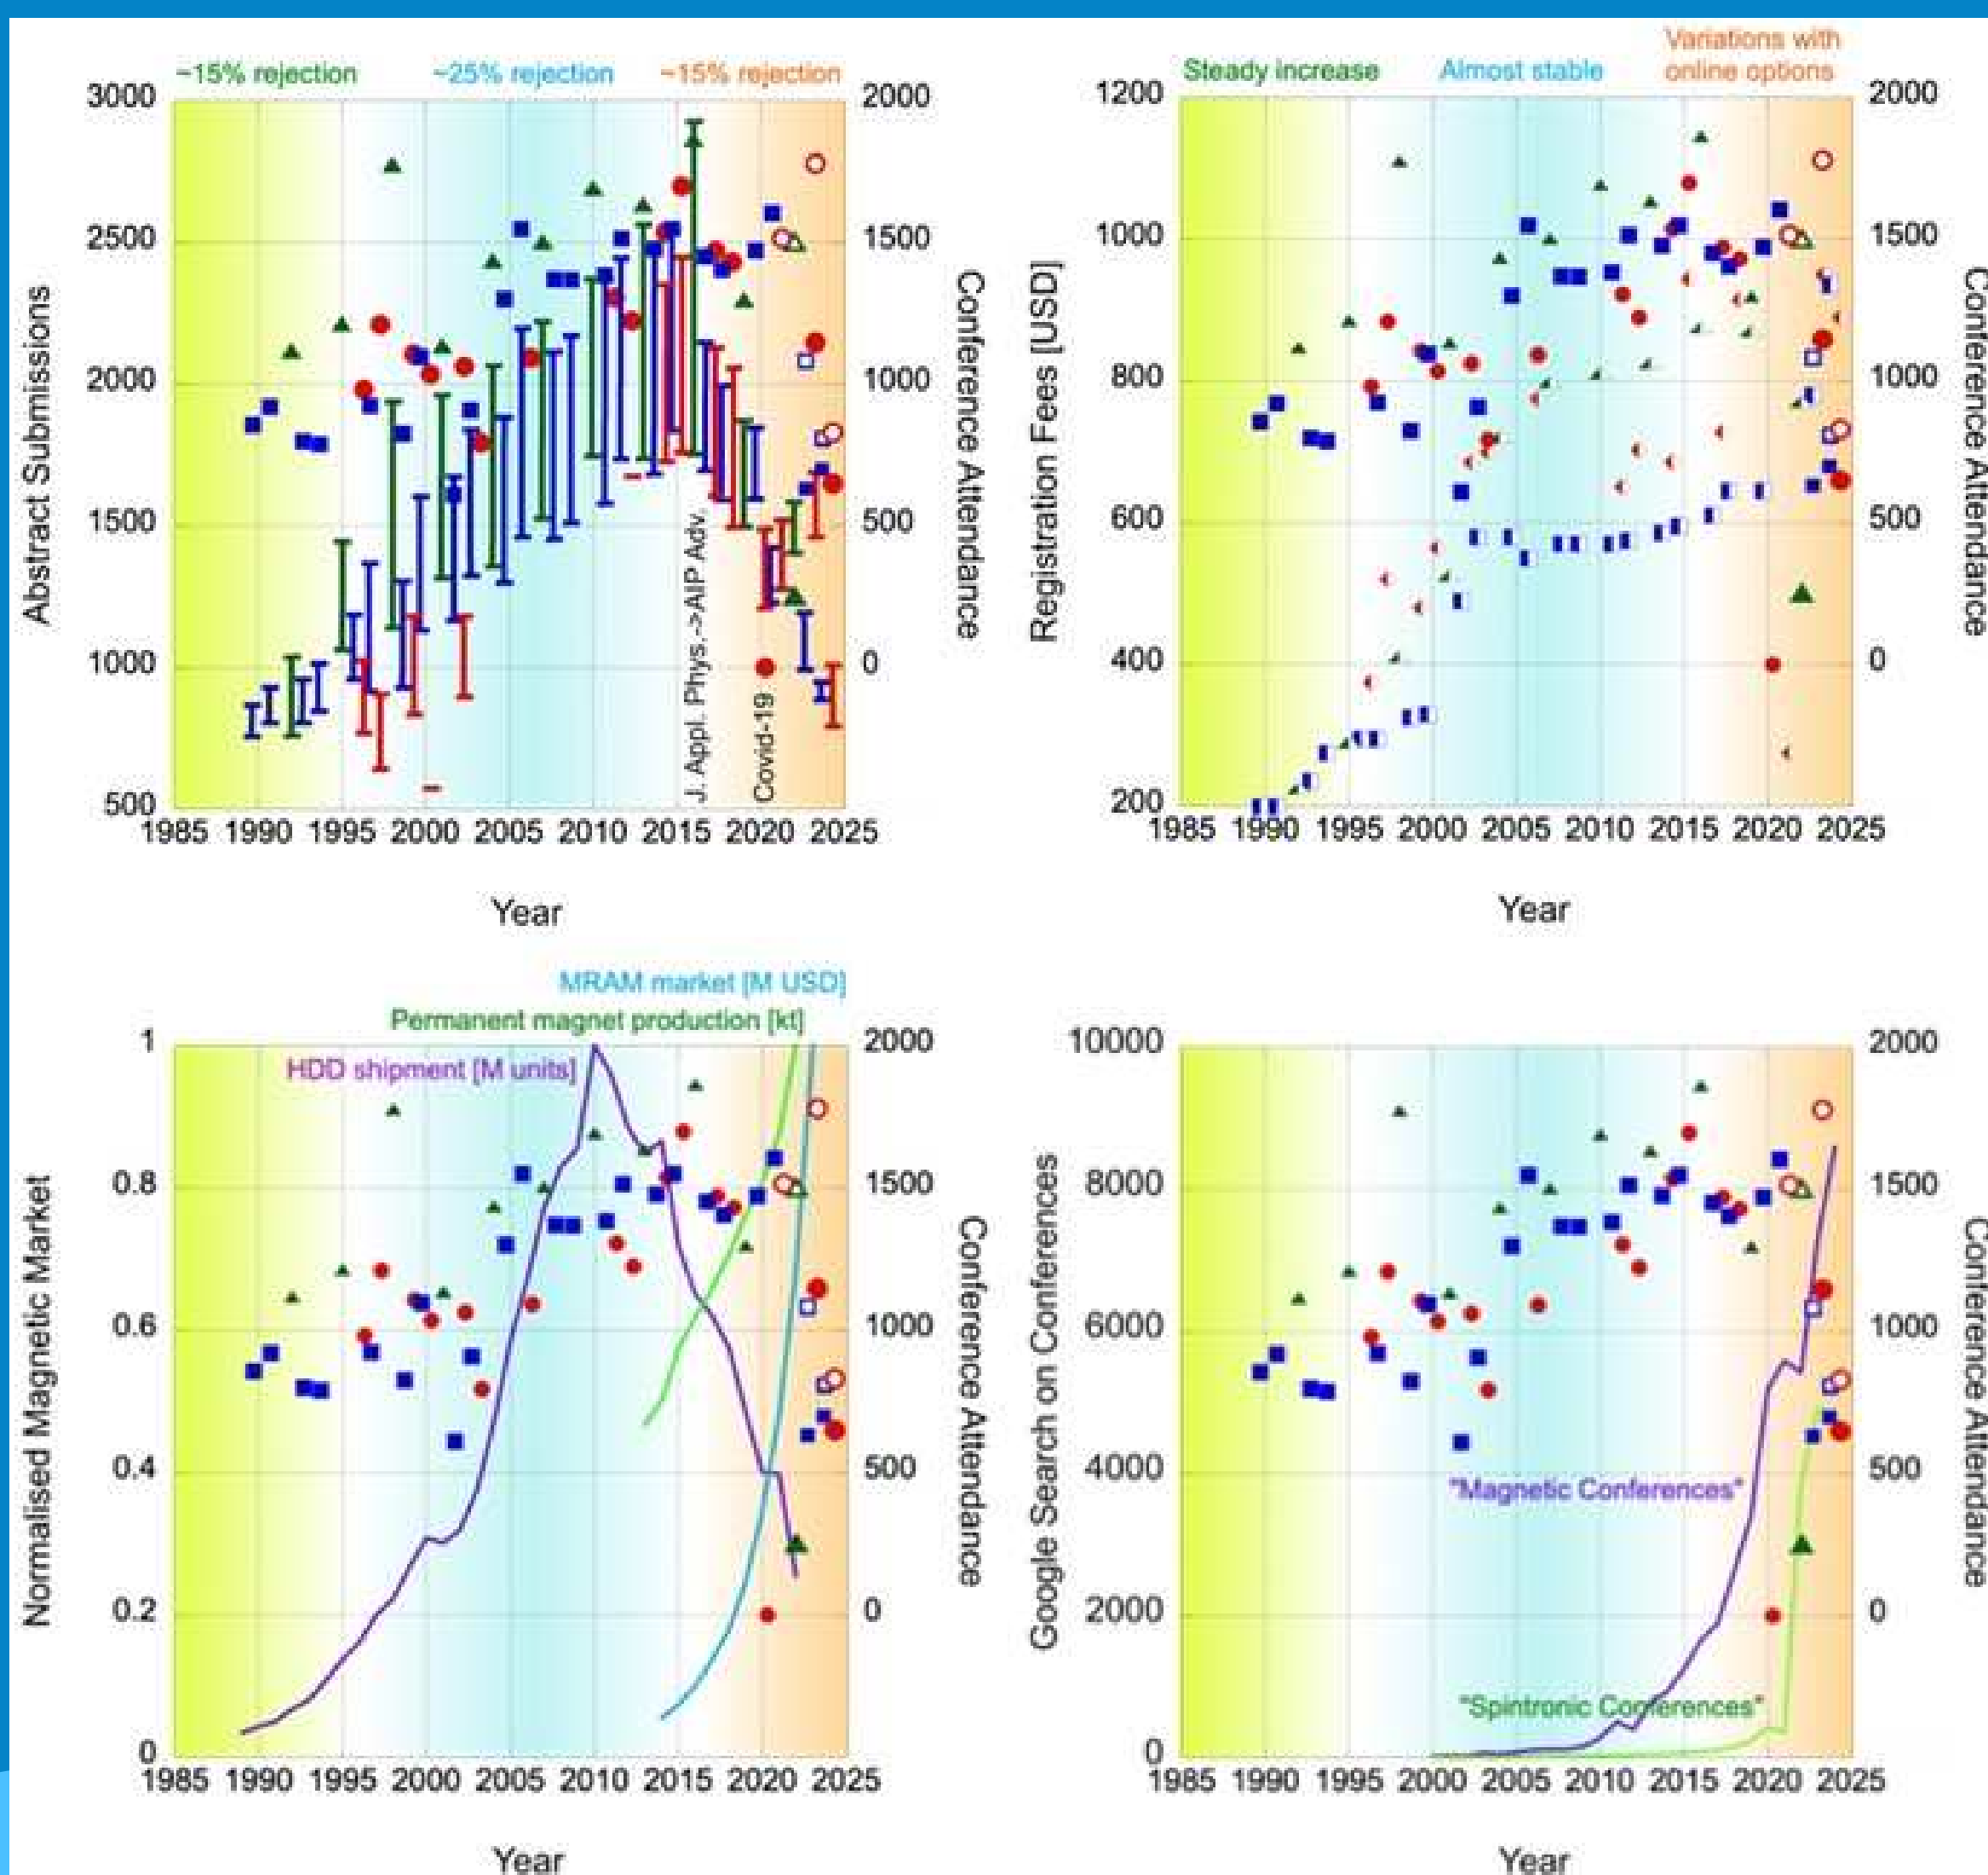 ~15% rejection
~25% rejection
~15% rejection
3000
2500
2000
1500
1000
500
2000
1500
1000
500
0
Abstract Submissions
Conference Attendance
J. Appl. Phys.->AIP Adv.
Covid-19
1985 1990 1995 2000 2005 2010 2015 2020 2025
Year
Steady increase
Almost stable
Variations with
online options
1200
1000
800
600
400
200
2000
1500
1000
500
0
Registration Fees [USD]
Conference Attendance
1985 1990 1995 2000 2005 2010 2015 2020 2025
Year
MRAM market [M USD]
Permanent magnet production [kt]
HDD shipment [M units]
1
0.8
0.6
0.4
0.2
0
2000
1500
1000
500
0
Normalised Magnetic Market
Conference Attendance
1985 1990 1995 2000 2005 2010 2015 2020 2025
Year
10000
8000
6000
4000
2000
0
2000
1500
1000
500
0
Google Search on Conferences
Conference Attendance
"Magnetic Conferences"
"Spintronic Conferences"
1985 1990 1995 2000 2005 2010 2015 2020 2025
Year